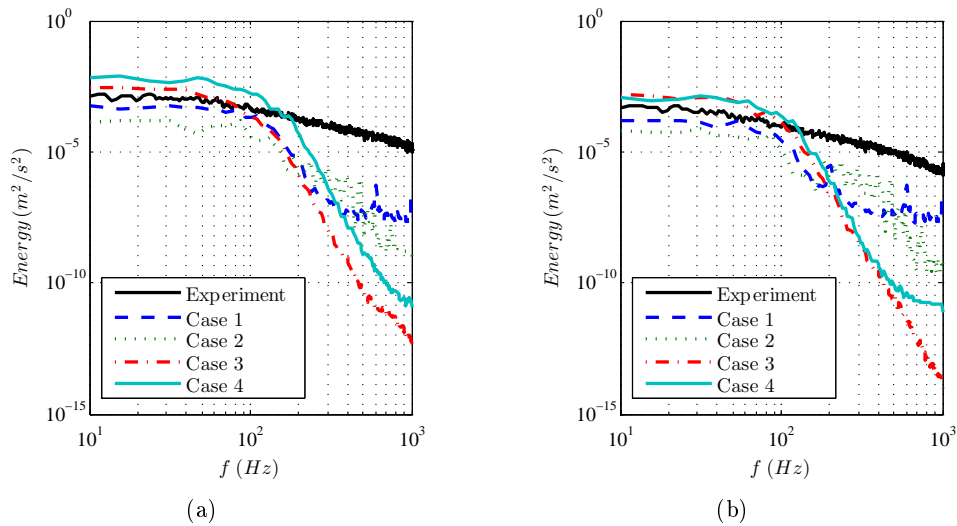 10^0
10^-5
10^-10
10^-15
Energy (m^2/s^2)
Experiment
Case 1
Case 2
Case 3
Case 4
10^1
10^2
10^3
f (Hz)
(a)
10^0
10^-5
10^-10
10^-15
Energy (m^2/s^2)
Experiment
Case 1
Case 2
Case 3
Case 4
10^1
10^2
10^3
f (Hz)
(b)